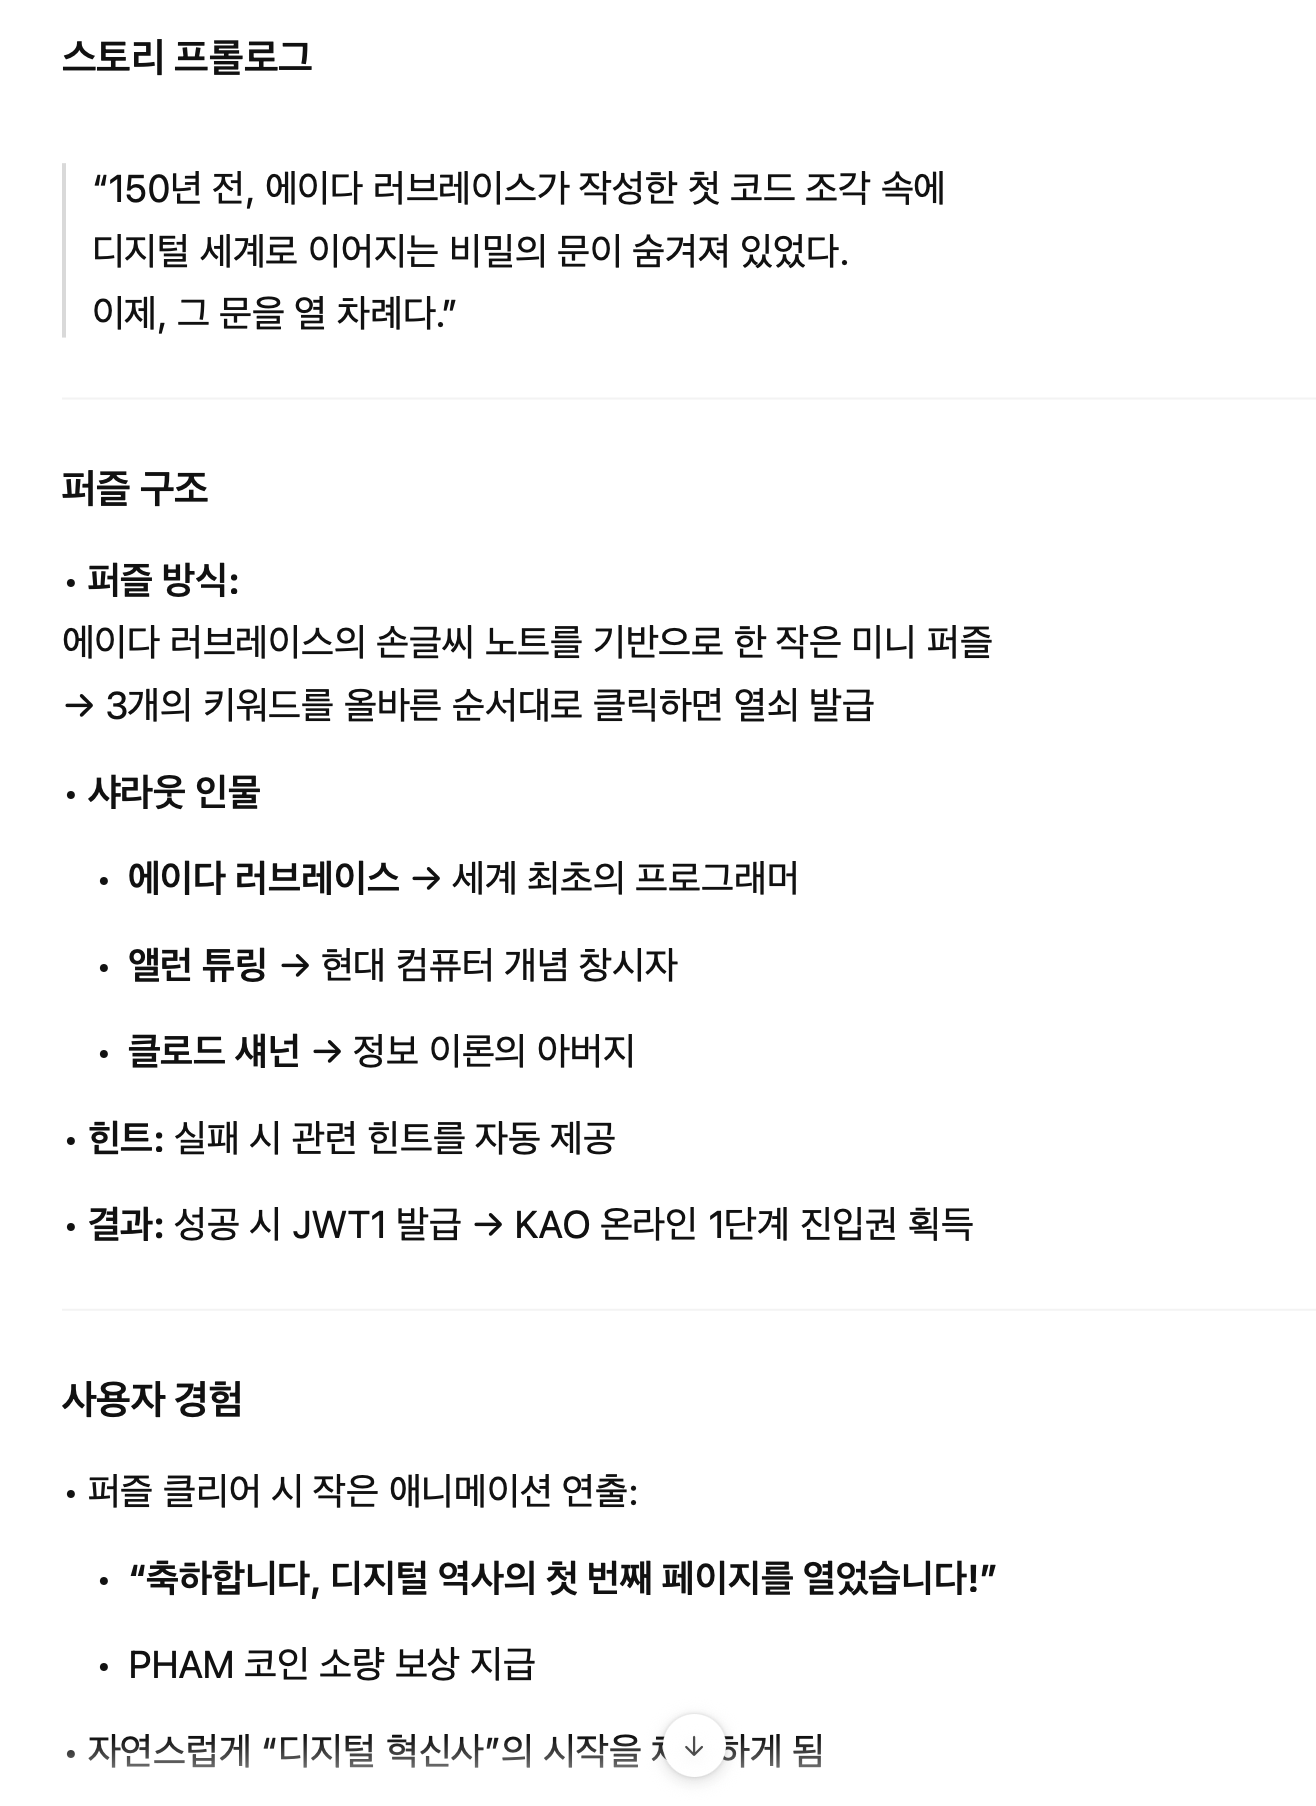 스토리 프롤로그
“150년 전, 에이다 러브레이스가 작성한 첫 코드 조각 속에
디지털 세계로 이어지는 비밀의 문이 숨겨져 있었다.
이제, 그 문을 열 차례다.”
퍼즐 구조
• 퍼즐 방식:
에이다 러브레이스의 손글씨 노트를 기반으로 한 작은 미니 퍼즐
→ 3개의 키워드를 올바른 순서대로 클릭하면 열쇠 발급
• 샤라웃 인물
• 에이다 러브레이스 → 세계 최초의 프로그래머
• 앨런 튜링 → 현대 컴퓨터 개념 창시자
• 클로드 섀넌 → 정보 이론의 아버지
• 힌트: 실패 시 관련 힌트를 자동 제공
• 결과: 성공 시 JWT1 발급 → KAO 온라인 1단계 진입권 획득
사용자 경험
• 퍼즐 클리어 시 작은 애니메이션 연출:
• “축하합니다, 디지털 역사의 첫 번째 페이지를 열었습니다!”
• PHAM 코인 소량 보상 지급
• 자연스럽게 “디지털 혁신사”의 시작을 됨